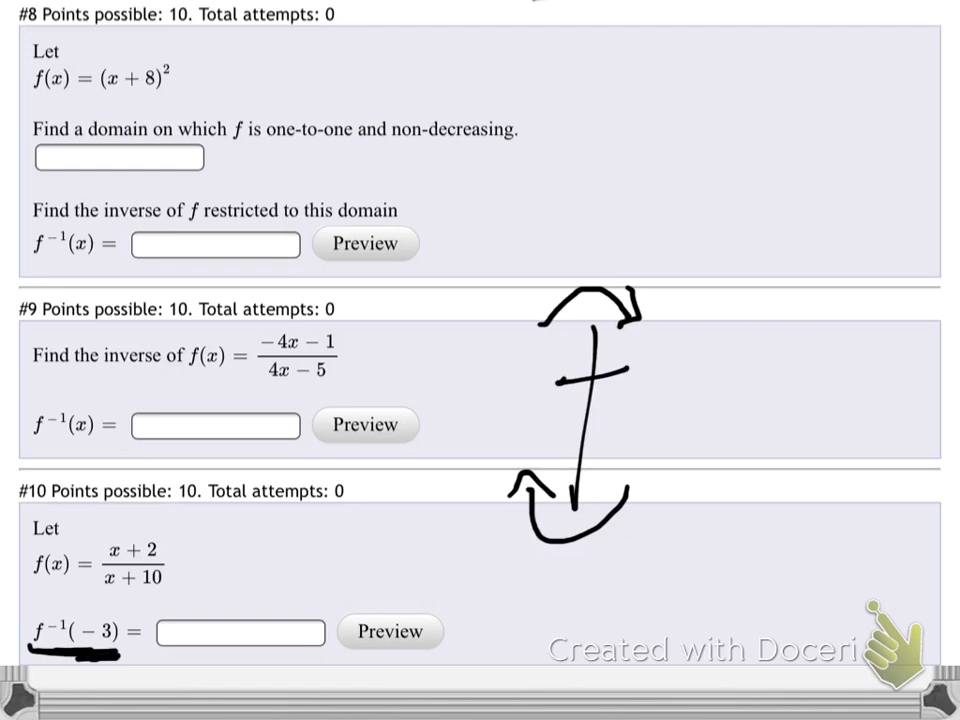 #8 Points possible: 10. Total attempts: 0
Let
f(x) = (x + 8)²
Find a domain on which f is one-to-one and non-decreasing.
Find the inverse of f restricted to this domain
f⁻¹(x) = Preview
#9 Points possible: 10. Total attempts: 0
Find the inverse of f(x) = (−4x − 1)/(4x − 5)
f⁻¹(x) = Preview
#10 Points possible: 10. Total attempts: 0
Let
f(x) = (x + 2)/(x + 10)
f⁻¹(−3) = Preview
Created with Doceri